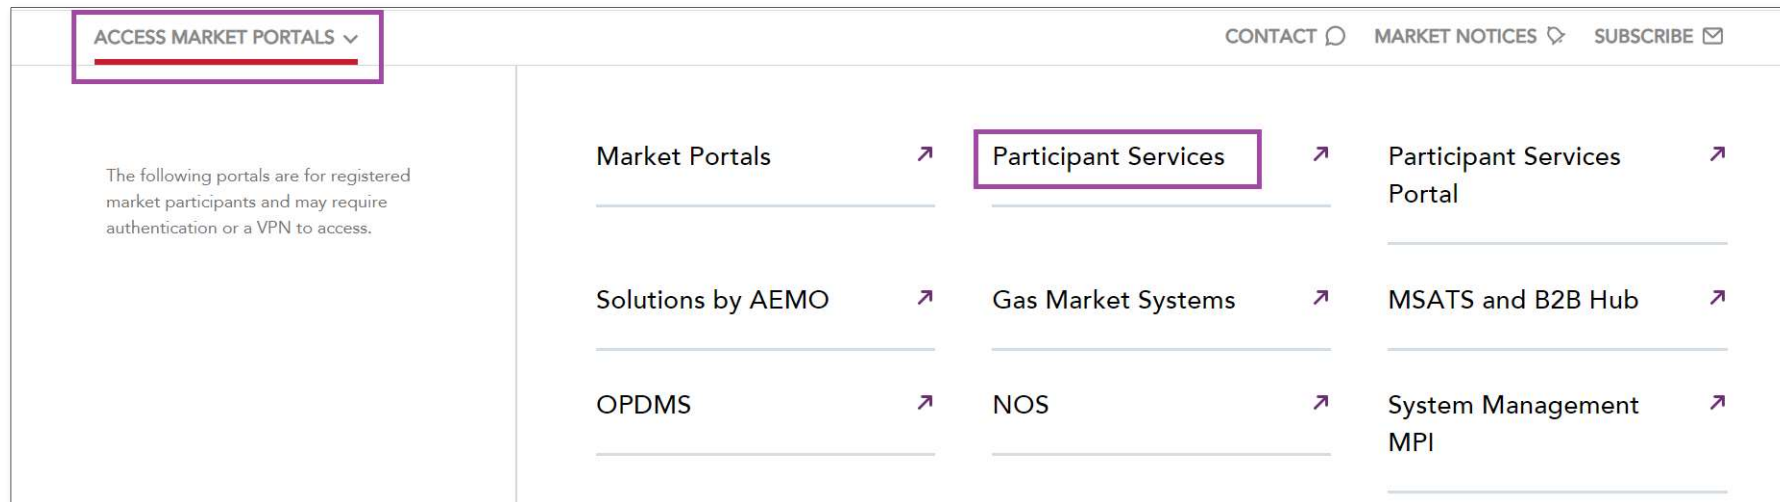 ACCESS MARKET PORTALS
CONTACT
MARKET NOTICES
SUBSCRIBE
The following portals are for registered
market participants and may require
authentication or a VPN to access.
Market Portals
Participant Services
Participant Services
Portal
Solutions by AEMO
Gas Market Systems
MSATS and B2B Hub
OPDMS
NOS
System Management
MPI